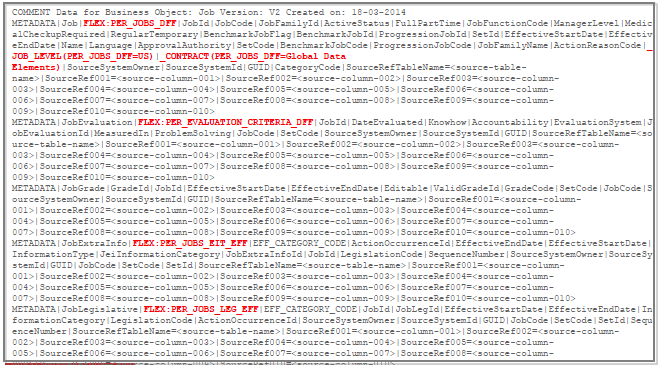 COMMENT Data for Business Object: Job Version: V2 Created on: 18-03-2014
METADATA|Job|FLEX:PER_JOBS_DFF|JobId|JobCode|JobFamilyId|ActiveStatus|FullPartTime|JobFunctionCode|ManagerLevel|Medic
alCheckupRequired|RegularTemporary|BenchmarkJobFlag|BenchmarkJobId|ProgressionJobId|SetId|EffectiveStartDate|Effectiv
eEndDate|Name|Language|ApprovalAuthority|SetCode|BenchmarkJobCode|ProgressionJobCode|JobFamilyName|ActionReasonCode|_
JOB_LEVEL(PER_JOBS_DFF=US)|_CONTRACT(PER_JOBS_DFF=Global Data
Elements)|SourceSystemOwner|SourceSystemId|GUID|CategoryCode|SourceRefTableName=<source-table-
name>|SourceRef001=<source-column-001>|SourceRef002=<source-column-002>|SourceRef003=<source-column-
003>|SourceRef004=<source-column-004>|SourceRef005=<source-column-005>|SourceRef006=<source-column-
006>|SourceRef007=<source-column-007>|SourceRef008=<source-column-008>|SourceRef009=<source-column-
009>|SourceRef010=<source-column-010>
METADATA|JobEvaluation|FLEX:PER_EVALUATION_CRITERIA_DFF|JobId|DateEvaluated|Knowhow|Accountability|EvaluationSystem|J
obEvaluationId|MeasuredIn|ProblemSolving|JobCode|SetCode|SourceSystemOwner|SourceSystemId|GUID|SourceRefTableName=<so
urce-table-name>|SourceRef001=<source-column-001>|SourceRef002=<source-column-002>|SourceRef003=<source-column-
003>|SourceRef004=<source-column-004>|SourceRef005=<source-column-005>|SourceRef006=<source-column-
006>|SourceRef007=<source-column-007>|SourceRef008=<source-column-008>|SourceRef009=<source-column-
009>|SourceRef010=<source-column-010>
METADATA|JobGrade|GradeId|JobId|EffectiveStartDate|EffectiveEndDate|Editable|ValidGradeId|GradeCode|SetCode|JobCode|S
ourceSystemOwner|SourceSystemId|GUID|SourceRefTableName=<source-table-name>|SourceRef001=<source-column-
001>|SourceRef002=<source-column-002>|SourceRef003=<source-column-003>|SourceRef004=<source-column-
004>|SourceRef005=<source-column-005>|SourceRef006=<source-column-006>|SourceRef007=<source-column-
007>|SourceRef008=<source-column-008>|SourceRef009=<source-column-009>|SourceRef010=<source-column-010>
METADATA|JobExtraInfo|FLEX:PER_JOBS_EIT_EFF|EFF_CATEGORY_CODE|ActionOccurrenceId|EffectiveEndDate|EffectiveStartDate|
InformationType|JeiInformationCategory|JobExtraInfoId|JobId|LegislationCode|SequenceNumber|SourceSystemOwner|SourceSy
stemId|GUID|JobCode|SetCode|SetId|SourceRefTableName=<source-table-name>|SourceRef001=<source-column-
001>|SourceRef002=<source-column-002>|SourceRef003=<source-column-003>|SourceRef004=<source-column-
004>|SourceRef005=<source-column-005>|SourceRef006=<source-column-006>|SourceRef007=<source-column-
007>|SourceRef008=<source-column-008>|SourceRef009=<source-column-009>|SourceRef010=<source-column-010>
METADATA|JobLegislative|FLEX:PER_JOBS_LEG_EFF|EFF_CATEGORY_CODE|JobId|JobLegId|EffectiveStartDate|EffectiveEndDate|In
formationCategory|LegislationCode|ActionOccurrenceId|SourceSystemOwner|SourceSystemId|GUID|JobCode|SetCode|SetId|Sequ
enceNumber|SourceRefTableName=<source-table-name>|SourceRef001=<source-column-001>|SourceRef002=<source-column-
002>|SourceRef003=<source-column-003>|SourceRef004=<source-column-004>|SourceRef005=<source-column-
005>|SourceRef006=<source-column-006>|SourceRef007=<source-column-007>|SourceRef008=<source-column-